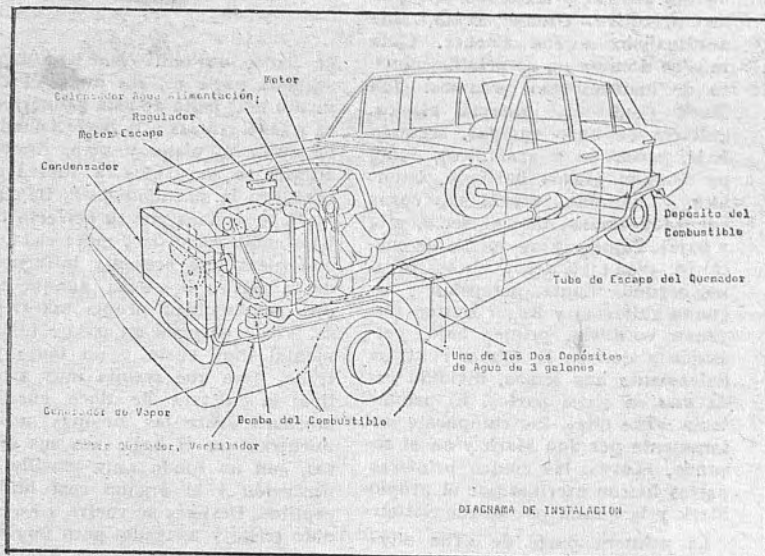 Motor
Calentador Agua Alimentación
Regulador
Motor Escape
Condensador
Depósito del
Combustible
Tubo de Escape del Quemador
Uno de los Dos Depósitos
de Agua de 3 galones
Generador de Vapor
Bomba del Combustible
Quemador, Ventilador
DIAGRAMA DE INSTALACION